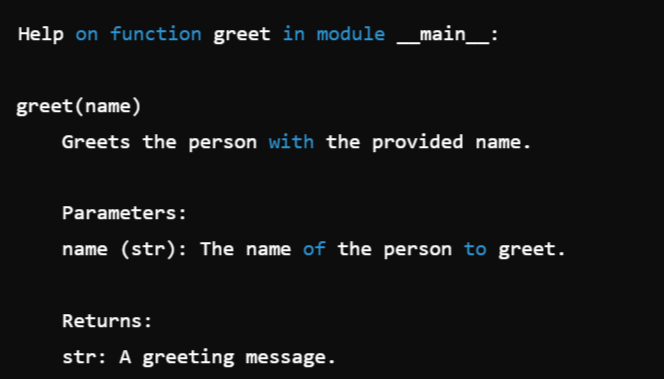 Help on function greet in module __main__:
greet(name)
Greets the person with the provided name.
Parameters:
name (str): The name of the person to greet.
Returns:
str: A greeting message.